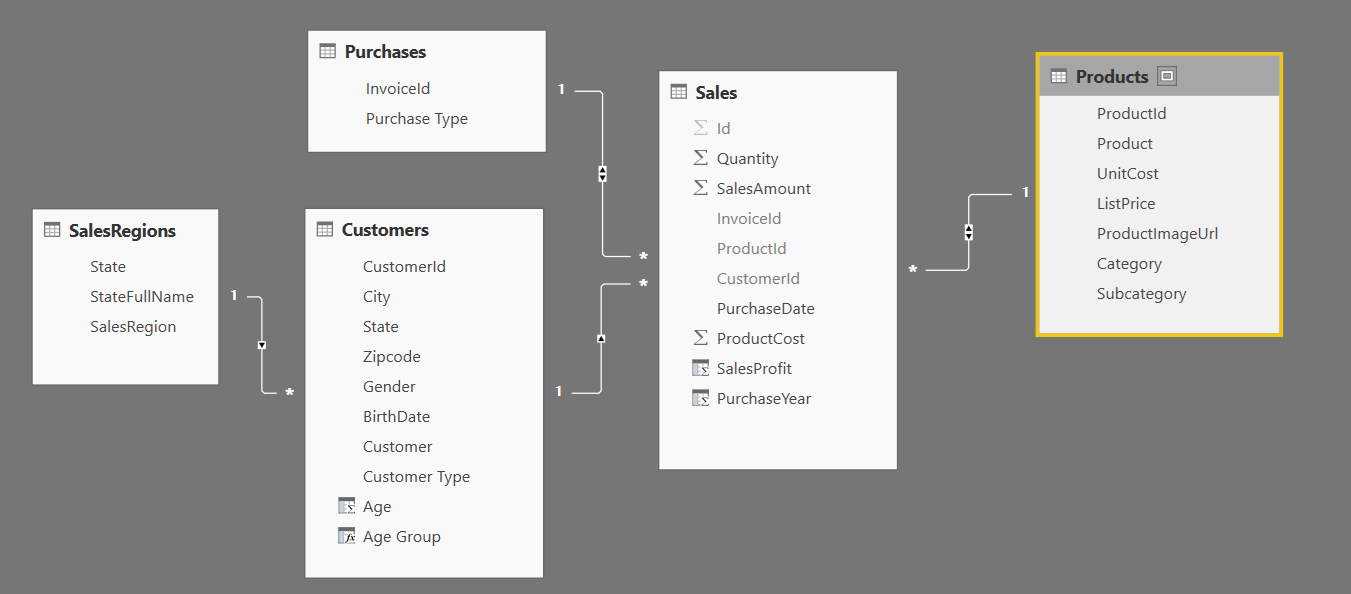 Purchases
InvoiceId
Purchase Type
SalesRegions
State
StateFullName
SalesRegion
1
*
Customers
CustomerId
City
State
Zipcode
Gender
BirthDate
Customer
Customer Type
Age
Age Group
1
*
1
*
Sales
Id
Quantity
SalesAmount
InvoiceId
ProductId
CustomerId
PurchaseDate
ProductCost
SalesProfit
PurchaseYear
*
1
Products
ProductId
Product
UnitCost
ListPrice
ProductImageUrl
Category
Subcategory